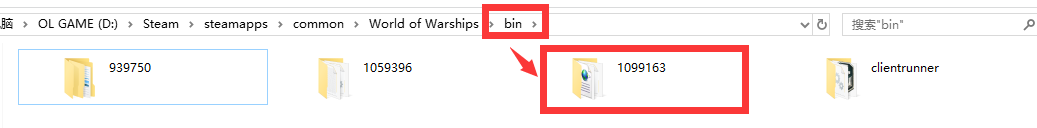 脑 › OL GAME (D:) › Steam › steamapps › common › World of Warships › bin ›
搜索"bin"
939750
1059396
1099163
clientrunner